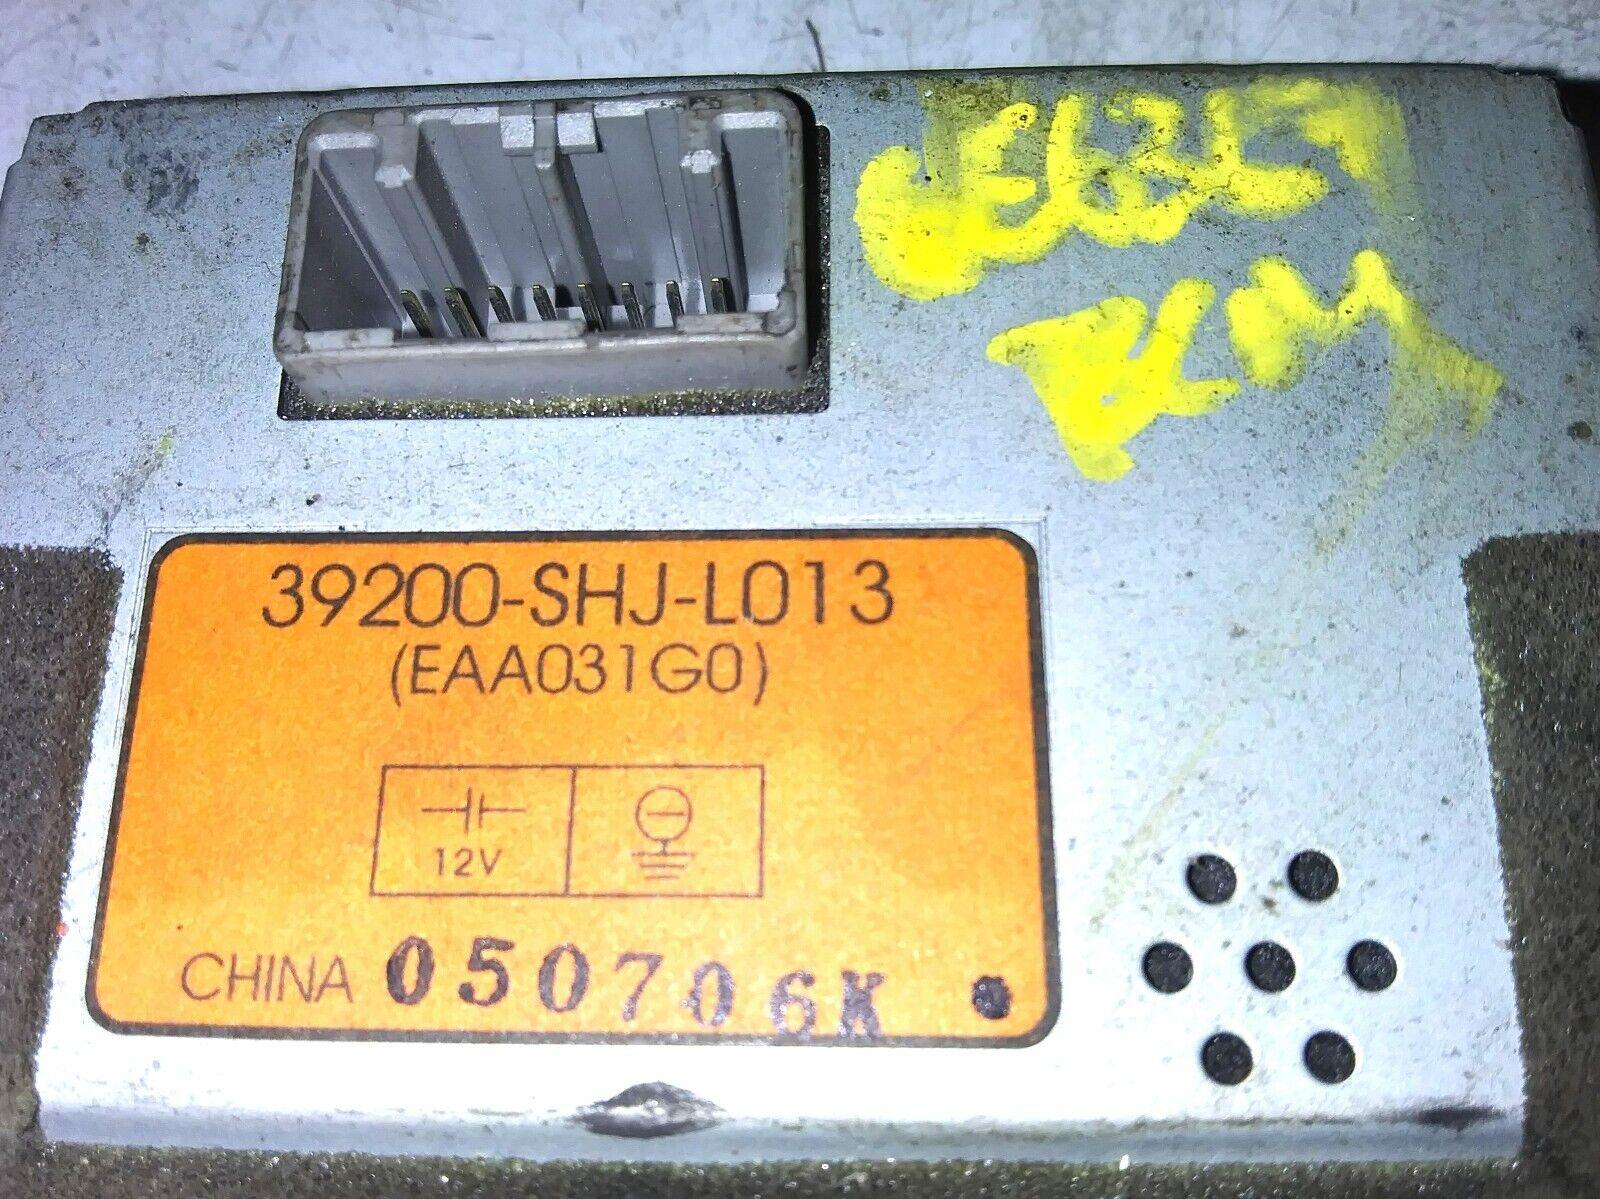 39200-SHJ-L013
(EAA031G0)
12V
CHINA 050706K